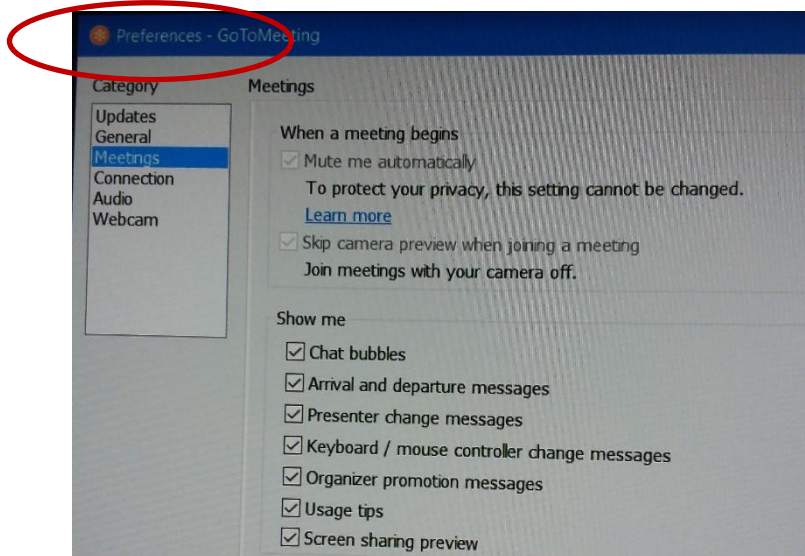 Preferences - GoToMeeting
Category
Updates
General
Meetings
Connection
Audio
Webcam
Meetings
When a meeting begins
Mute me automatically
To protect your privacy, this setting cannot be changed.
Learn more
Skip camera preview when joining a meeting
Join meetings with your camera off.
Show me
Chat bubbles
Arrival and departure messages
Presenter change messages
Keyboard / mouse controller change messages
Organizer promotion messages
Usage tips
Screen sharing preview